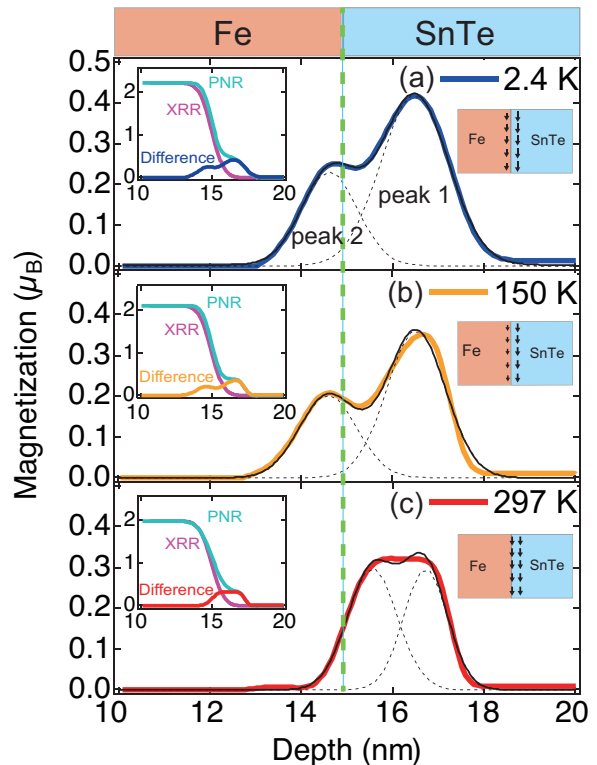 Fe SnTe
0.5
0.4
0.3
0.2
0.1
0.0
(a) 2.4 K
PNR
XRR
Difference
2
1
0
10 15 20
Fe SnTe
peak 1
peak 2
0.4
0.3
0.2
0.1
0.0
(b) 150 K
PNR
XRR
Difference
2
1
0
10 15 20
Fe SnTe
0.4
0.3
0.2
0.1
0.0
(c) 297 K
PNR
XRR
Difference
2
1
0
10 15 20
Fe SnTe
10 12 14 16 18 20
Depth (nm)
Magnetization (μB)